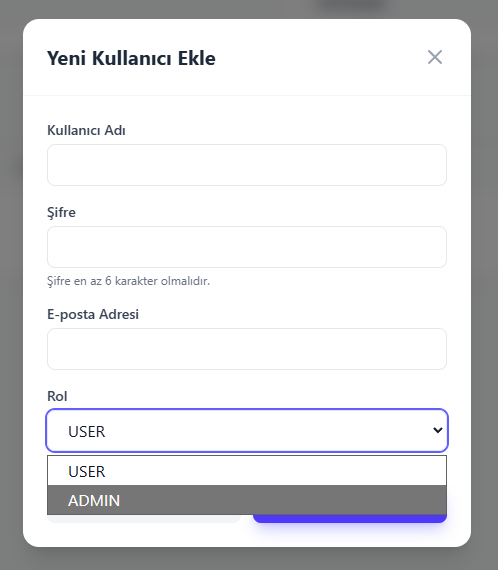 Yeni Kullanıcı Ekle
Kullanıcı Adı
Şifre
Şifre en az 6 karakter olmalıdır.
E-posta Adresi
Rol
USER
USER
ADMIN